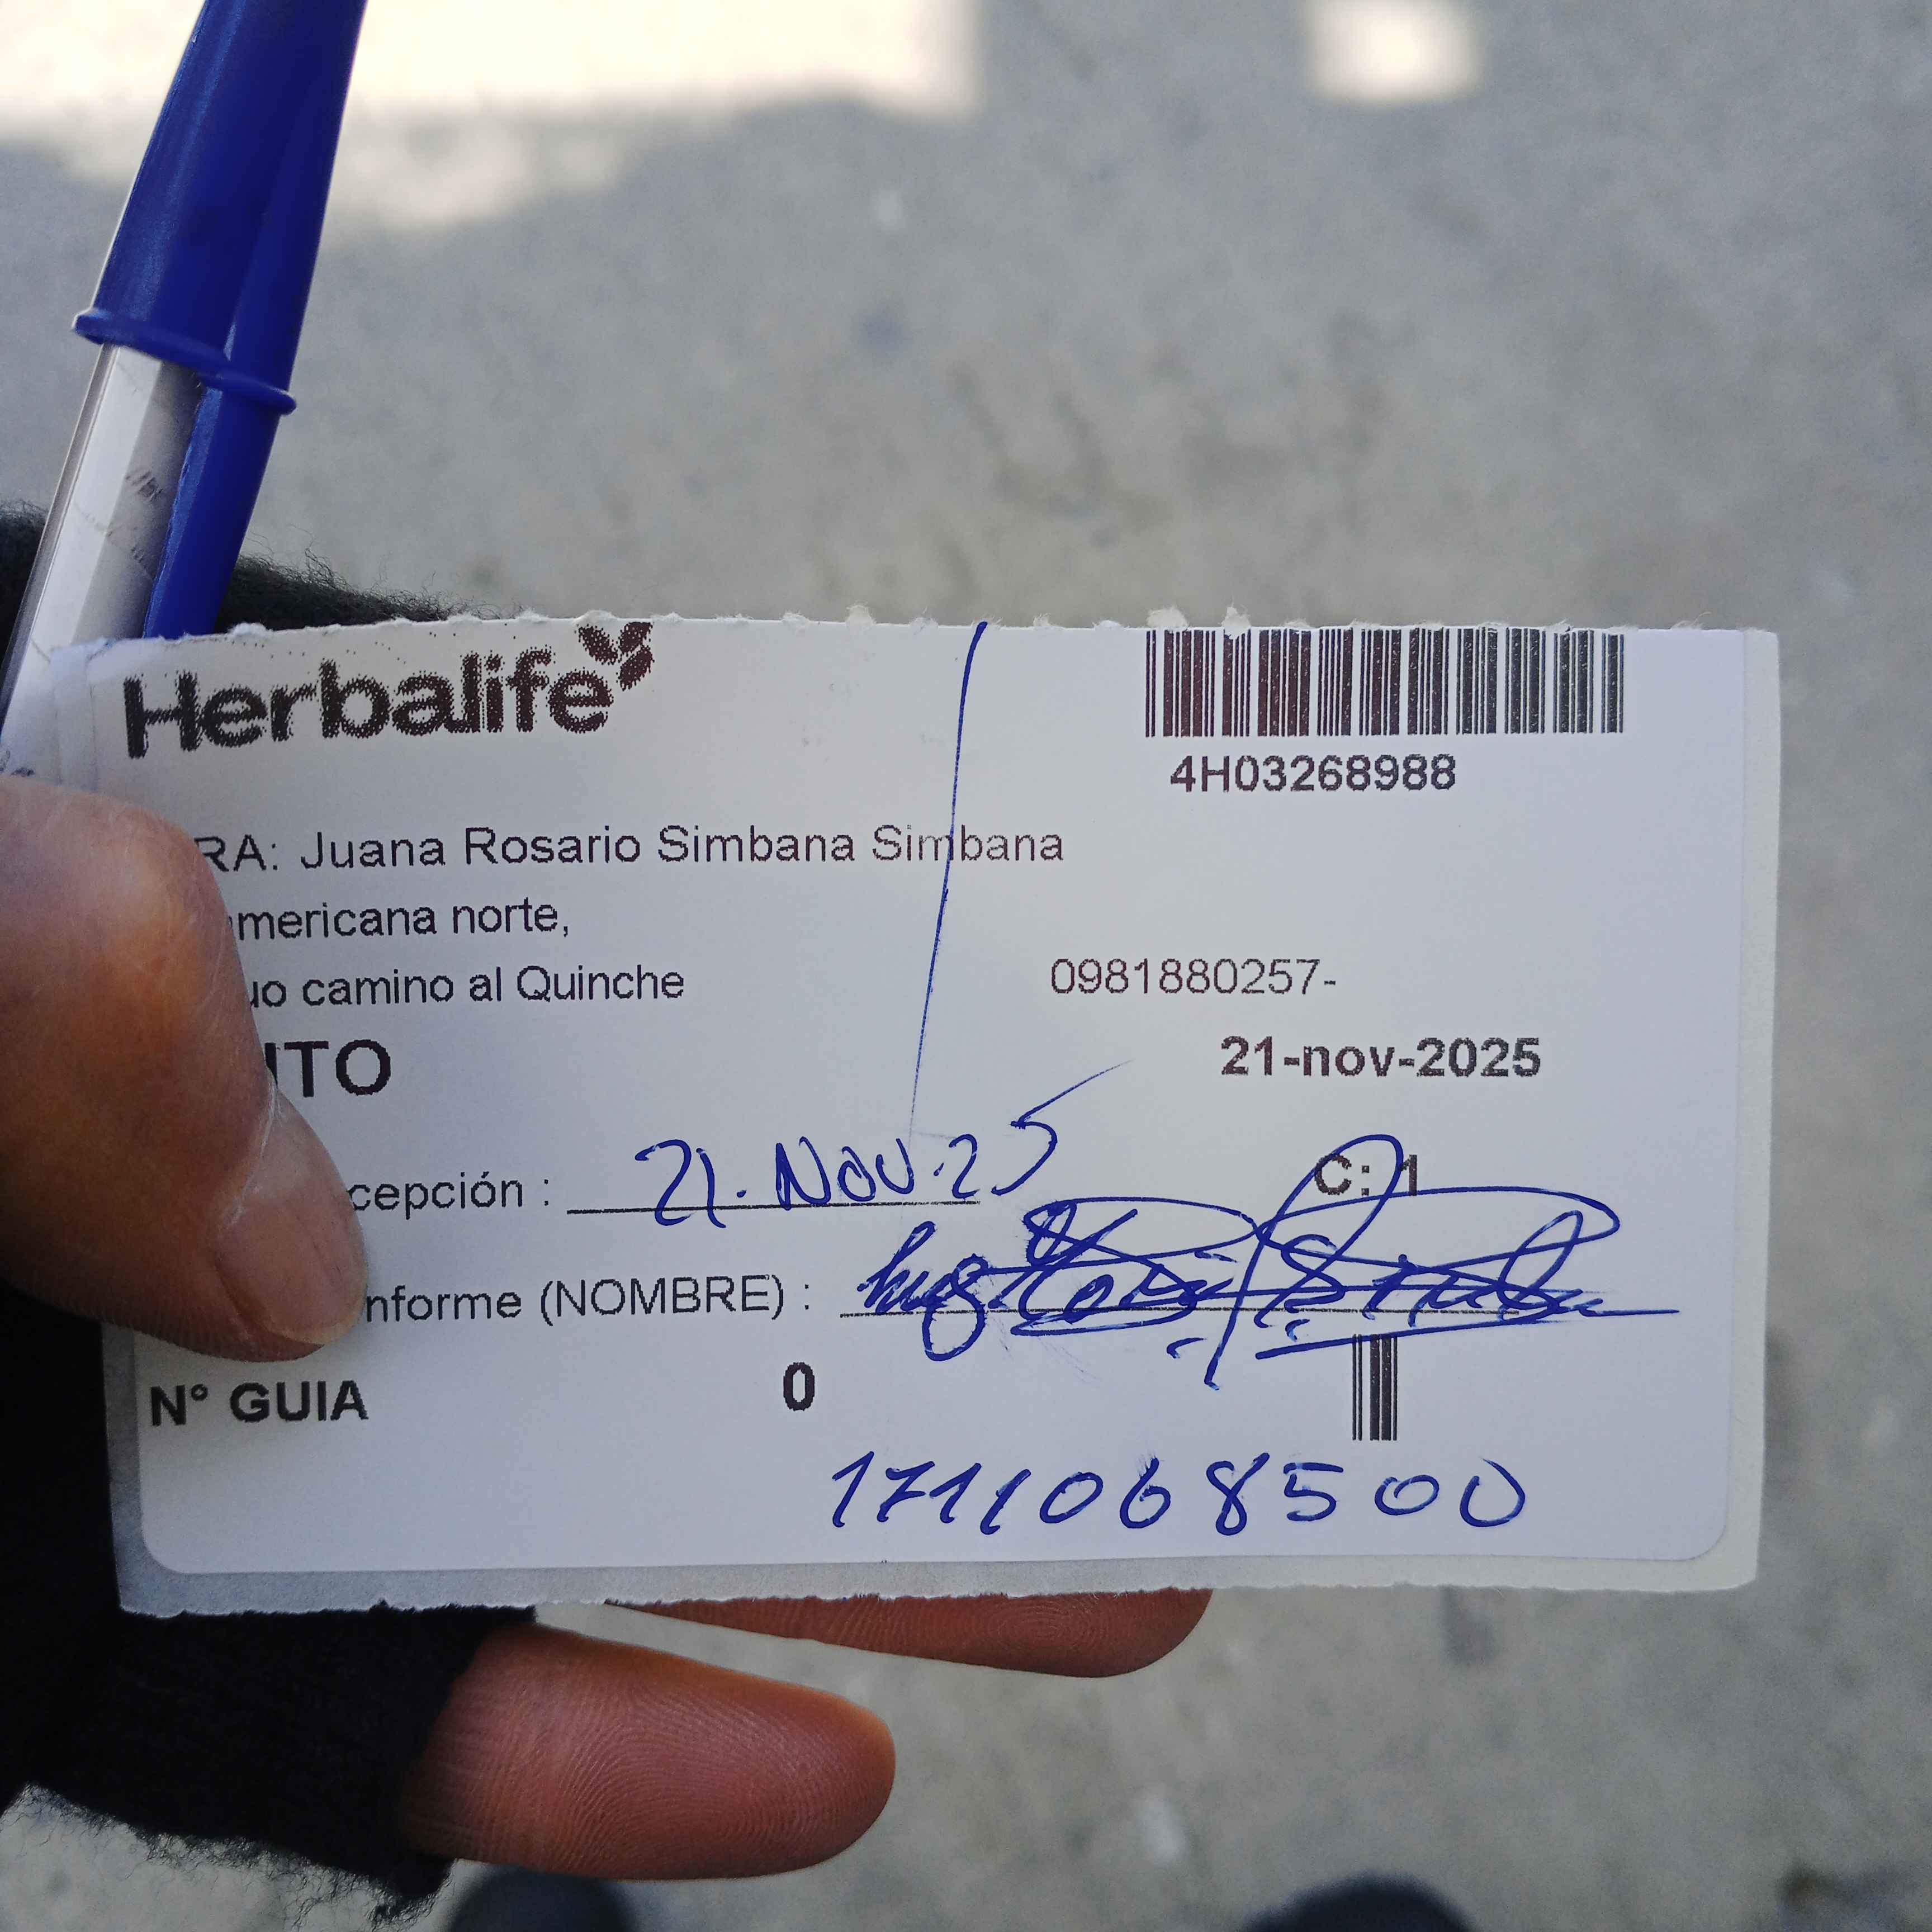 Herbalife
4H03268988
RA: Juana Rosario Simbana Simbana
mericana norte,
uo camino al Quinche
0981880257-
ITO
21-nov-2025
cepción : 21. Nov. 25
C: 1
nforme (NOMBRE) :
N° GUIA 0
1711068500